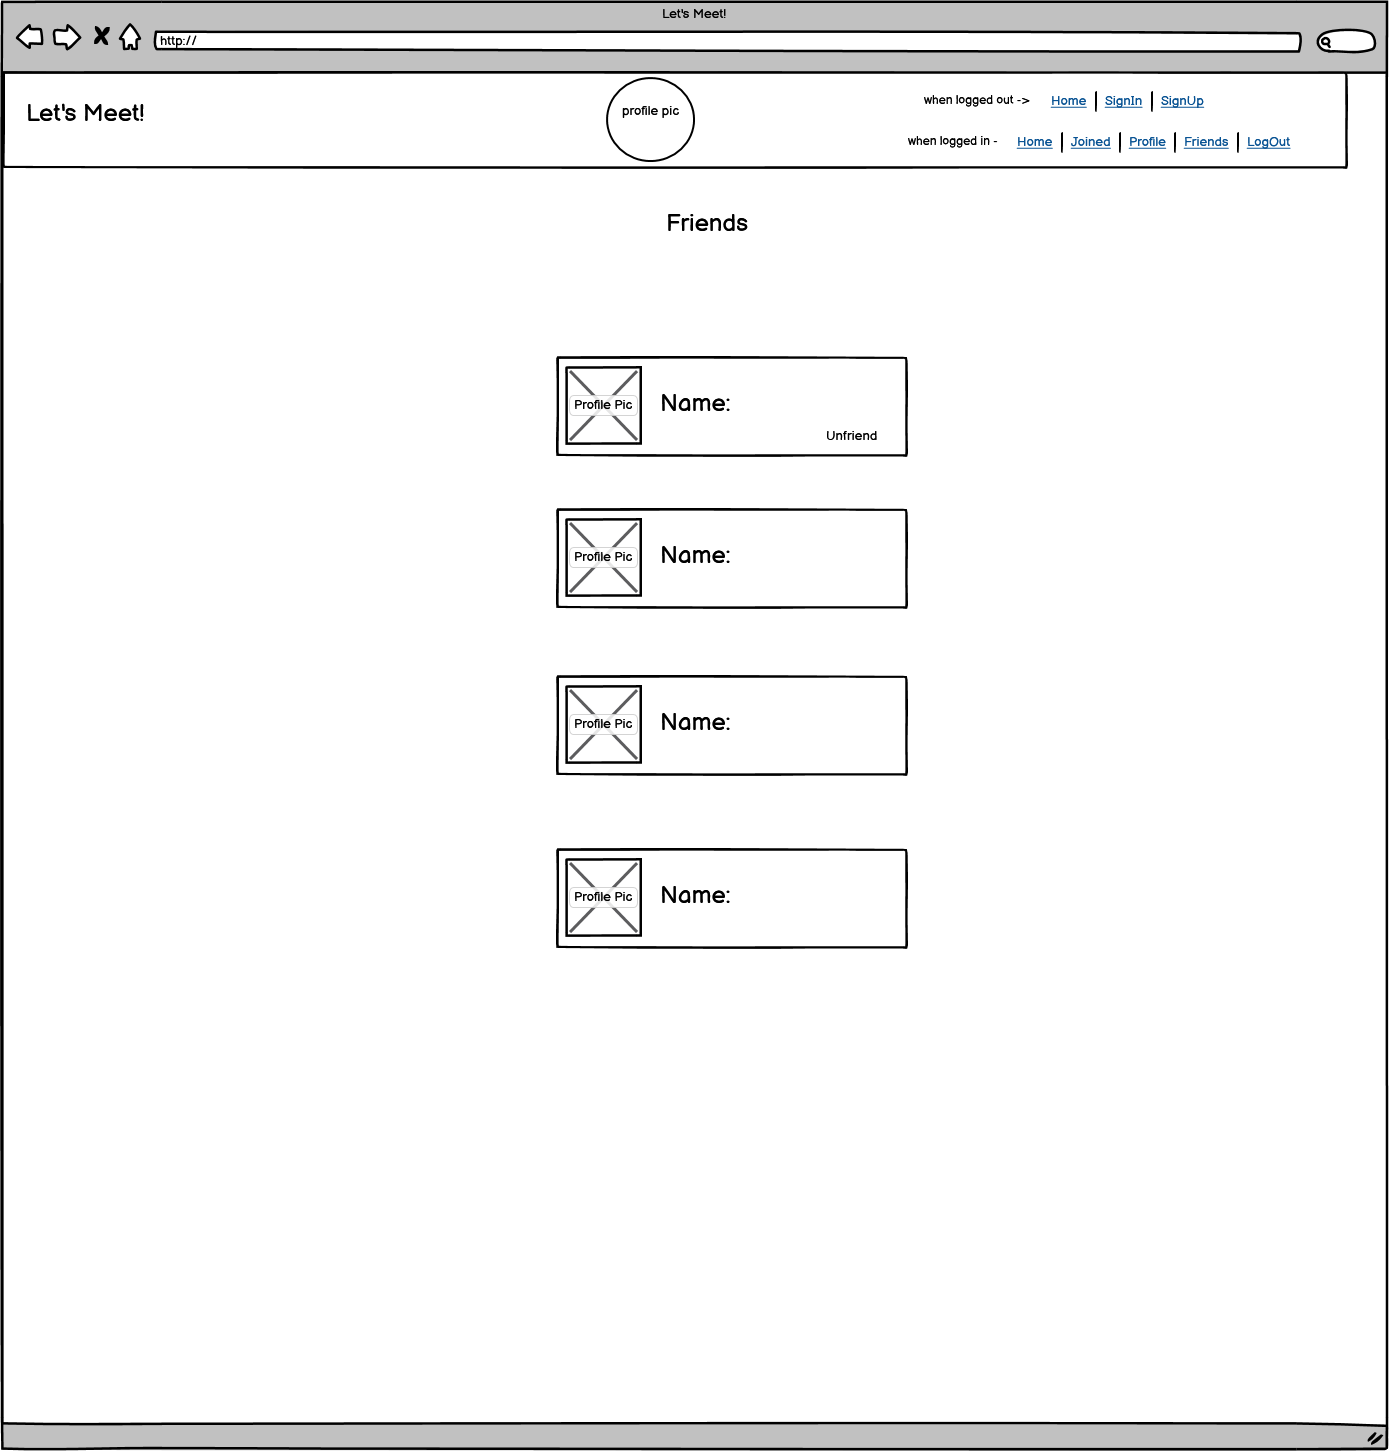 Let's Meet!
http://
Let's Meet!
profile pic
when logged out -> Home SignIn SignUp
when logged in - Home Joined Profile Friends LogOut
Friends
Profile Pic
Name:
Unfriend
Profile Pic
Name:
Profile Pic
Name:
Profile Pic
Name: